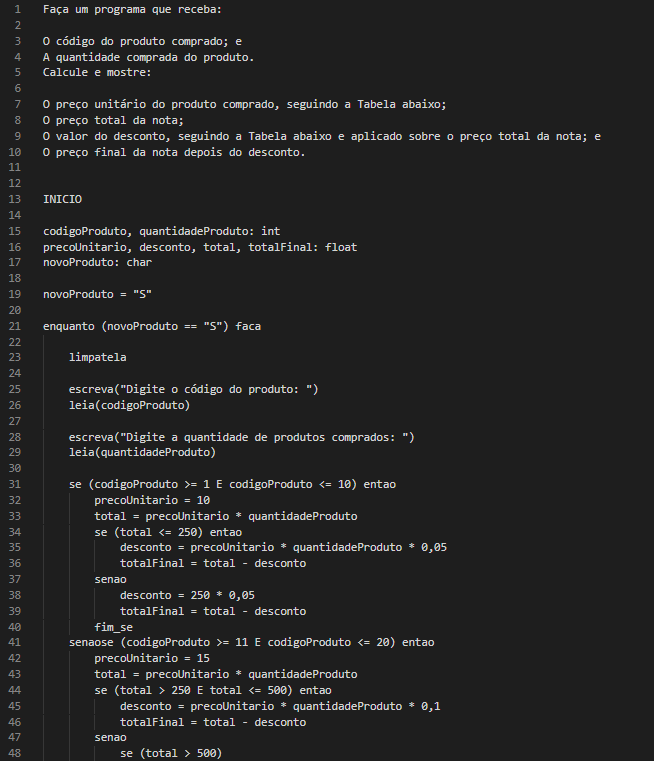 1 Faça um programa que receba:
2
3 O código do produto comprado; e
4 A quantidade comprada do produto.
5 Calcule e mostre:
6
7 O preço unitário do produto comprado, seguindo a Tabela abaixo;
8 O preço total da nota;
9 O valor do desconto, seguindo a Tabela abaixo e aplicado sobre o preço total da nota; e
10 O preço final da nota depois do desconto.
11
12
13 INICIO
14
15 codigoProduto, quantidadeProduto: int
16 precoUnitario, desconto, total, totalFinal: float
17 novoProduto: char
18
19 novoProduto = "S"
20
21 enquanto (novoProduto == "S") faca
22
23 limpatela
24
25 escreva("Digite o código do produto: ")
26 leia(codigoProduto)
27
28 escreva("Digite a quantidade de produtos comprados: ")
29 leia(quantidadeProduto)
30
31 se (codigoProduto >= 1 E codigoProduto <= 10) entao
32 precoUnitario = 10
33 total = precoUnitario * quantidadeProduto
34 se (total <= 250) entao
35 desconto = precoUnitario * quantidadeProduto * 0,05
36 totalFinal = total - desconto
37 senao
38 desconto = 250 * 0,05
39 totalFinal = total - desconto
40 fim_se
41 senaose (codigoProduto >= 11 E codigoProduto <= 20) entao
42 precoUnitario = 15
43 total = precoUnitario * quantidadeProduto
44 se (total > 250 E total <= 500) entao
45 desconto = precoUnitario * quantidadeProduto * 0,1
46 totalFinal = total - desconto
47 senao
48 se (total > 500)